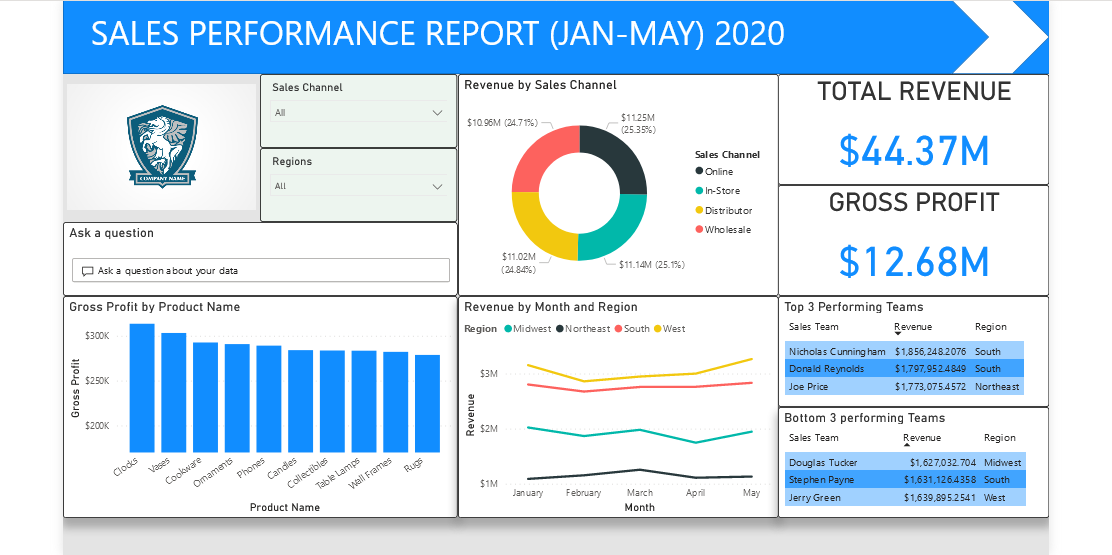 SALES PERFORMANCE REPORT (JAN-MAY) 2020
COMPANY NAME
Sales Channel
All
Regions
All
Ask a question
Ask a question about your data
Revenue by Sales Channel
$10.96M (24.71%)
$11.25M
(25.35%)
$11.02M
(24.84%)
$11.14M (25.1%)
Sales Channel
Online
In-Store
Distributor
Wholesale
TOTAL REVENUE
$44.37M
GROSS PROFIT
$12.68M
Gross Profit by Product Name
Gross Profit
$300K
$250K
$200K
Clocks
Vases
Cookware
Ornaments
Phones
Candles
Collectibles
Table Lamps
Wall Frames
Rugs
Product Name
Revenue by Month and Region
Region Midwest Northeast South West
Revenue
$3M
$2M
$1M
January February March April May
Month
Top 3 Performing Teams
Sales Team Revenue Region
Nicholas Cunningham $1,856,248.2076 South
Donald Reynolds $1,797,952.4849 South
Joe Price $1,773,075.4572 Northeast
Bottom 3 performing Teams
Sales Team Revenue Region
Douglas Tucker $1,627,032.704 Midwest
Stephen Payne $1,631,126.4358 South
Jerry Green $1,639,895.2541 West